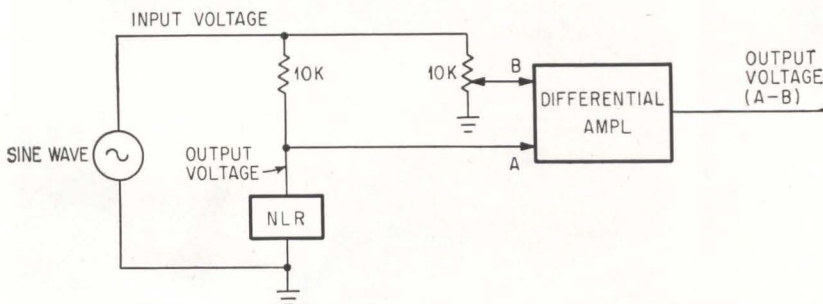 INPUT VOLTAGE
10K
10K
B
DIFFERENTIAL
AMPL
OUTPUT
VOLTAGE
(A-B)
SINE WAVE
OUTPUT
VOLTAGE
A
NLR